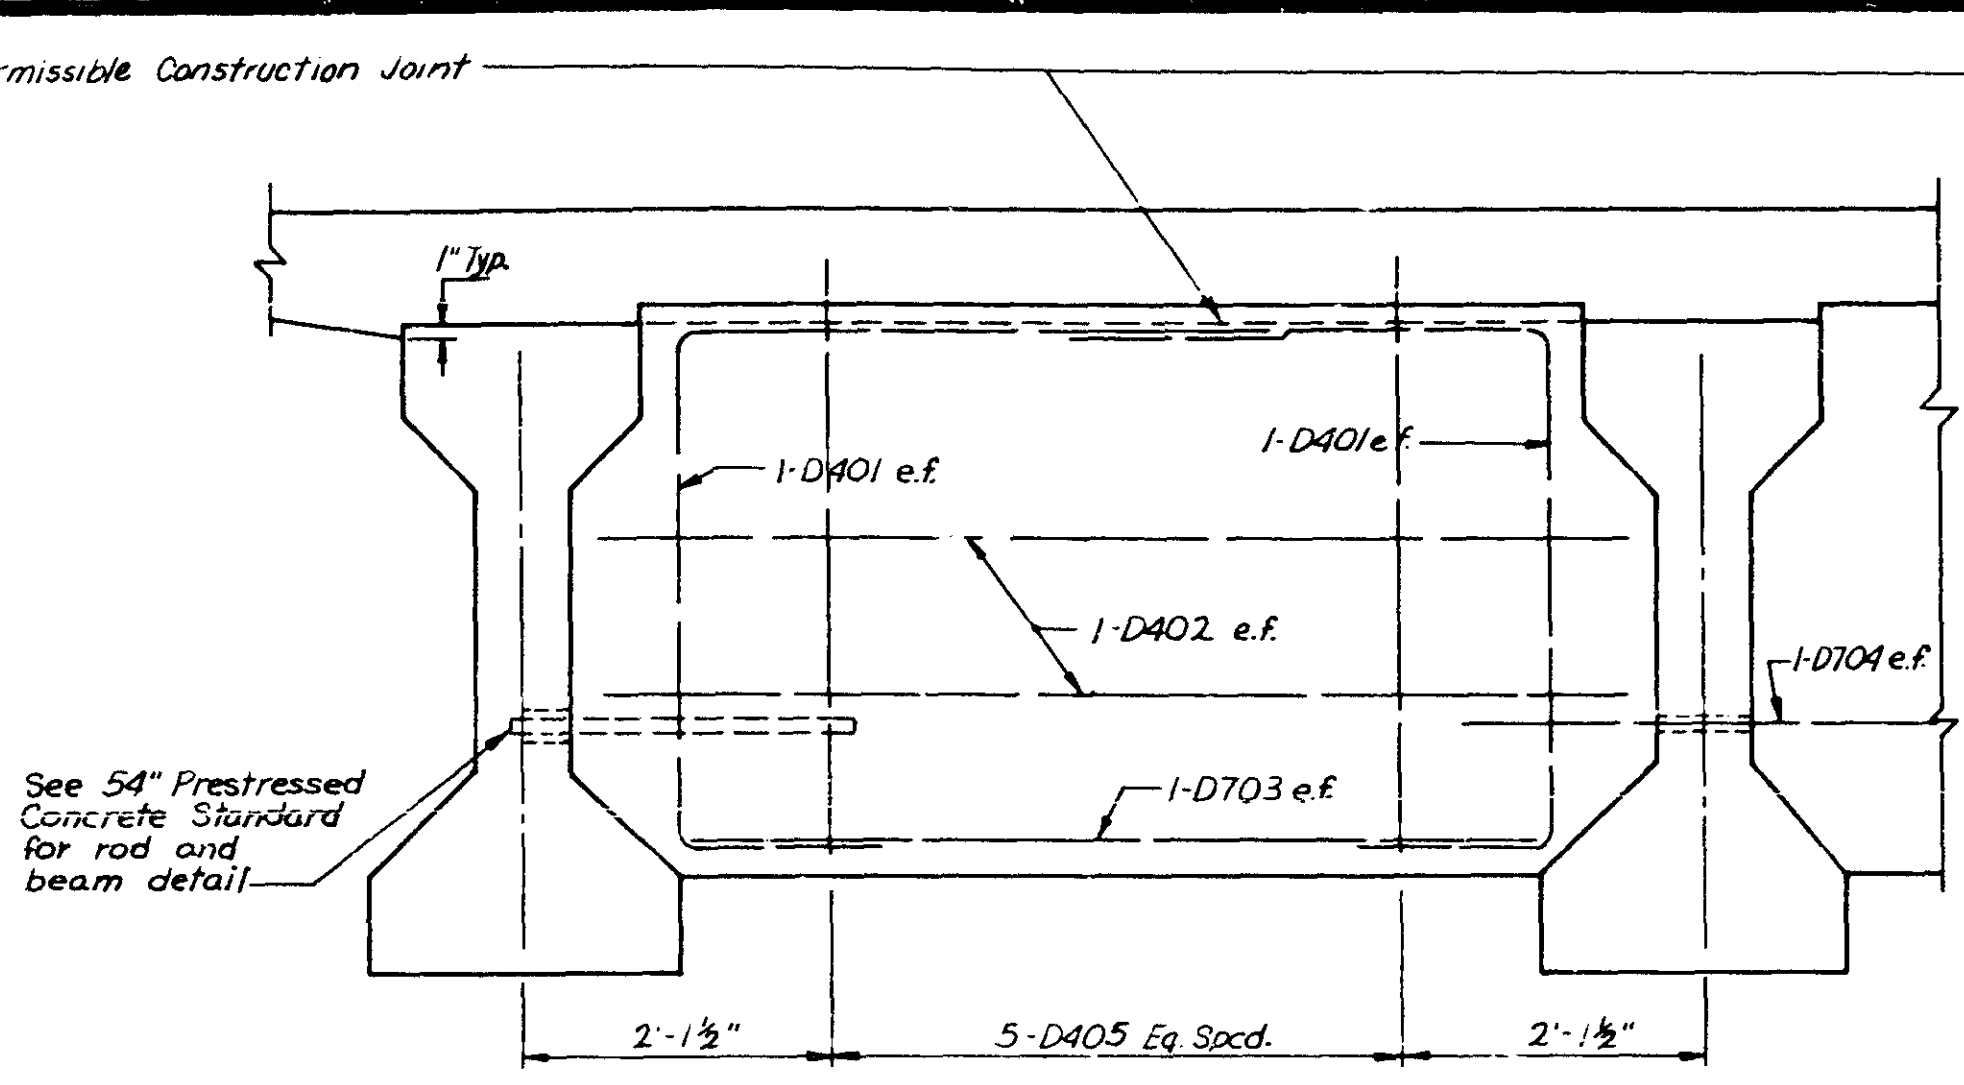 rmissible Construction Joint
1" Typ.
1-D401 e.f.
1-D401 e.f.
1-D402 e.f.
1-D704 e.f.
1-D703 e.f.
See 54" Prestressed
Concrete Standard
for rod and
beam detail
2'-1½"
5-D405 Eq. Spcd.
2'-1½"